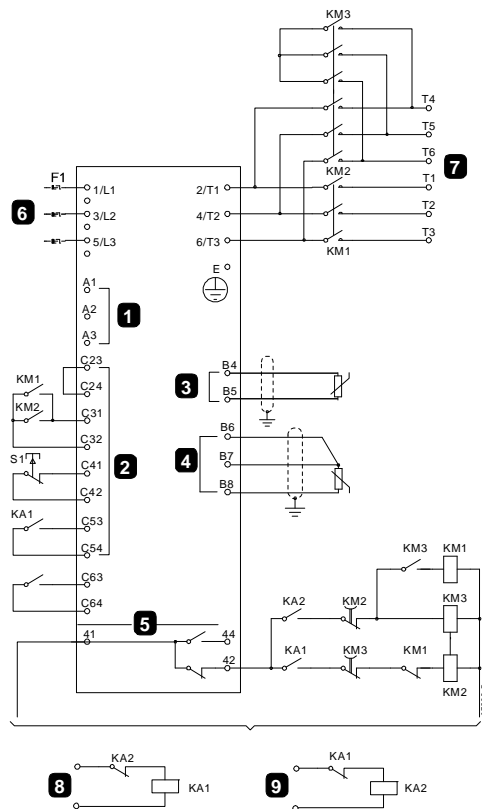 KM3
T4
T5
T6
7
F1
1/L1
2/T1
KM2
T1
6
3/L2
4/T2
T2
5/L3
6/T3
T3
KM1
E
A1
A2
1
A3
C23
B4
3
KM1
C24
B5
KM2
C31
B6
C32
2
4
B7
S1
C41
C42
B8
KA1
C53
C54
KM3 KM1
C63
C64
KA2 KM2 KM3
5
41
44
KA1 KM3 KM1
42
KM2
KA2
8
KA1
KA1
9
KA2